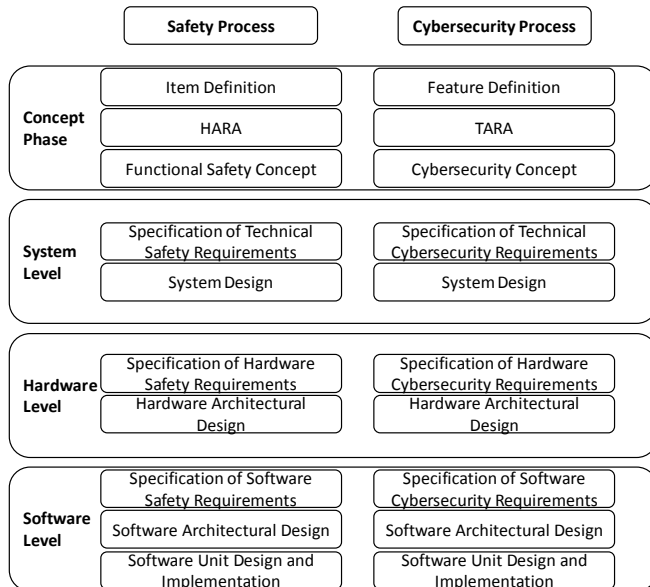 Safety Process
Cybersecurity Process
Concept
Phase
Item Definition
Feature Definition
HARA
TARA
Functional Safety Concept
Cybersecurity Concept
System
Level
Specification of Technical
Safety Requirements
Specification of Technical
Cybersecurity Requirements
System Design
System Design
Hardware
Level
Specification of Hardware
Safety Requirements
Specification of Hardware
Cybersecurity Requirements
Hardware Architectural
Design
Hardware Architectural
Design
Software
Level
Specification of Software
Safety Requirements
Specification of Software
Cybersecurity Requirements
Software Architectural Design
Software Architectural Design
Software Unit Design and
Implementation
Software Unit Design and
Implementation